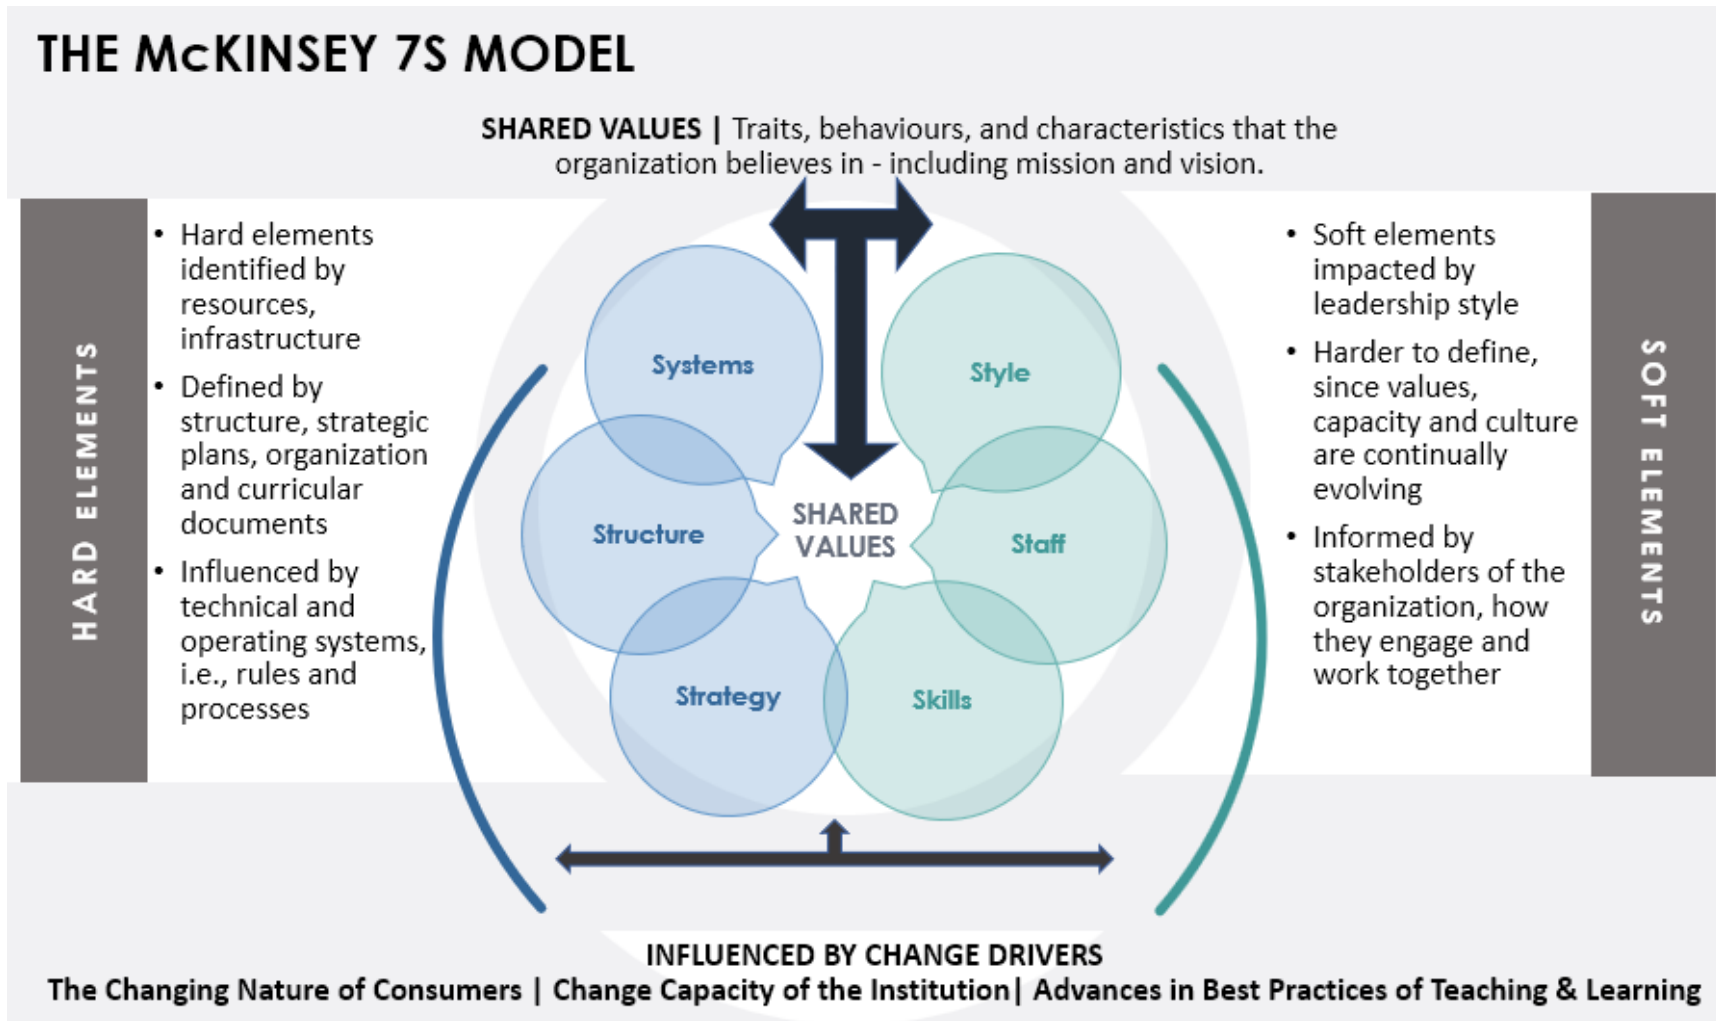 THE McKINSEY 7S MODEL
SHARED VALUES | Traits, behaviours, and characteristics that the
organization believes in - including mission and vision.
HARD ELEMENTS
• Hard elements
identified by
resources,
infrastructure
• Defined by
structure, strategic
plans, organization
and curricular
documents
• Influenced by
technical and
operating systems,
i.e., rules and
processes
Systems
Structure
Strategy
SHARED
VALUES
Style
Staff
Skills
• Soft elements
impacted by
leadership style
• Harder to define,
since values,
capacity and culture
are continually
evolving
• Informed by
stakeholders of the
organization, how
they engage and
work together
SOFT ELEMENTS
INFLUENCED BY CHANGE DRIVERS
The Changing Nature of Consumers | Change Capacity of the Institution| Advances in Best Practices of Teaching & Learning